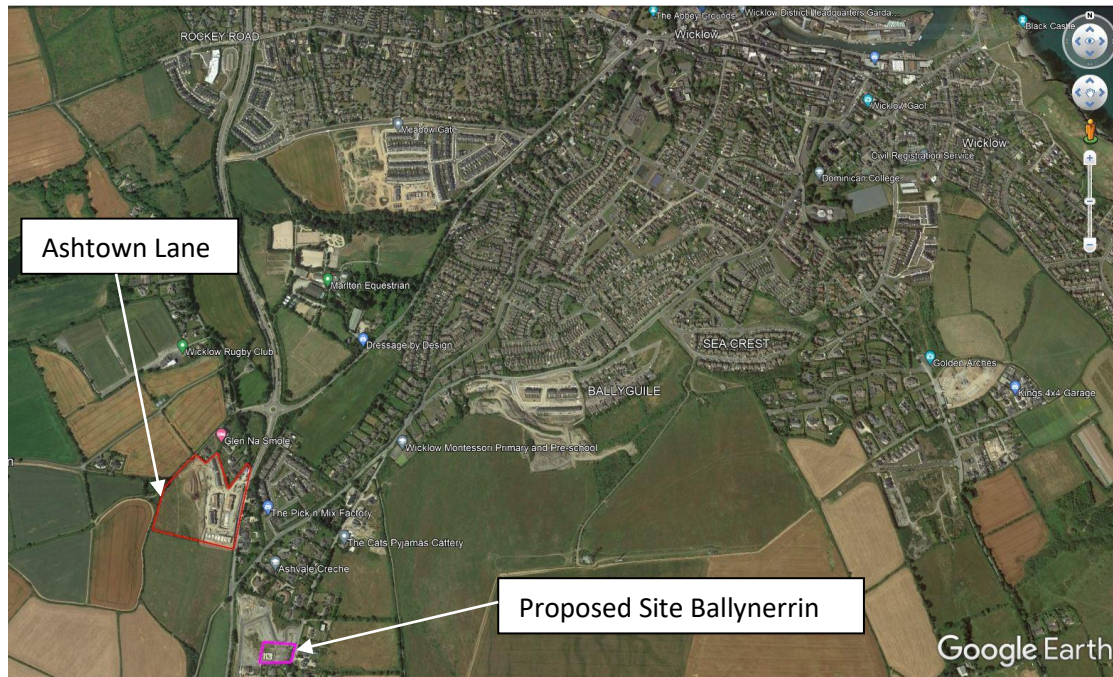 The Abbey Grounds
Wicklow District Headquarters Garda...
Black Castle
N
ROCKEY ROAD
Wicklow
Wicklow Gaol
Meadow Gate
Wicklow
Civil Registration Service
Dominican College
Ashtown Lane
Marlton Equestrian
Dressage by Design
Wicklow Rugby Club
SEA CREST
Golden Arches
BALLYGUILE
Kings 4x4 Garage
Glen Na Smole
Wicklow Montessori Primary and Pre-school
The Pick n Mix Factory
The Cats Pyjamas Cattery
Ashvale Creche
Proposed Site Ballynerrin
Google Earth